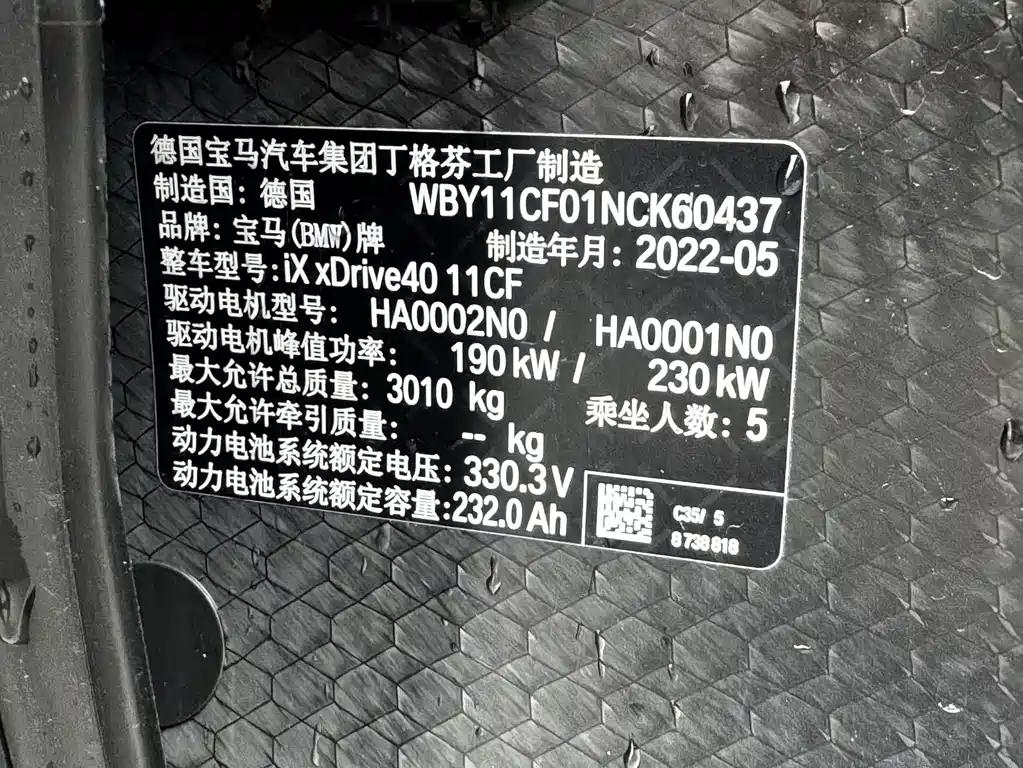 德国宝马汽车集团丁格芬工厂制造
制造国：德国 WBY11CF01NCK60437
品牌：宝马(BMW)牌 制造年月：2022-05
整车型号：iX xDrive40 11CF
驱动电机型号： HA0002N0 / HA0001N0
驱动电机峰值功率： 190 kW / 230 kW
最大允许总质量： 3010 kg 乘坐人数：5
最大允许牵引质量： -- kg
动力电池系统额定电压：330.3 V
动力电池系统额定容量：232.0 Ah
C35/ 5
8 738 818